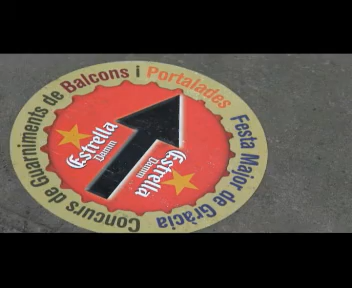 Concurs de Guarniments de Balcons i Portalades
Festa Major de Gràcia
Estrella
Damm
Estrella
Damm